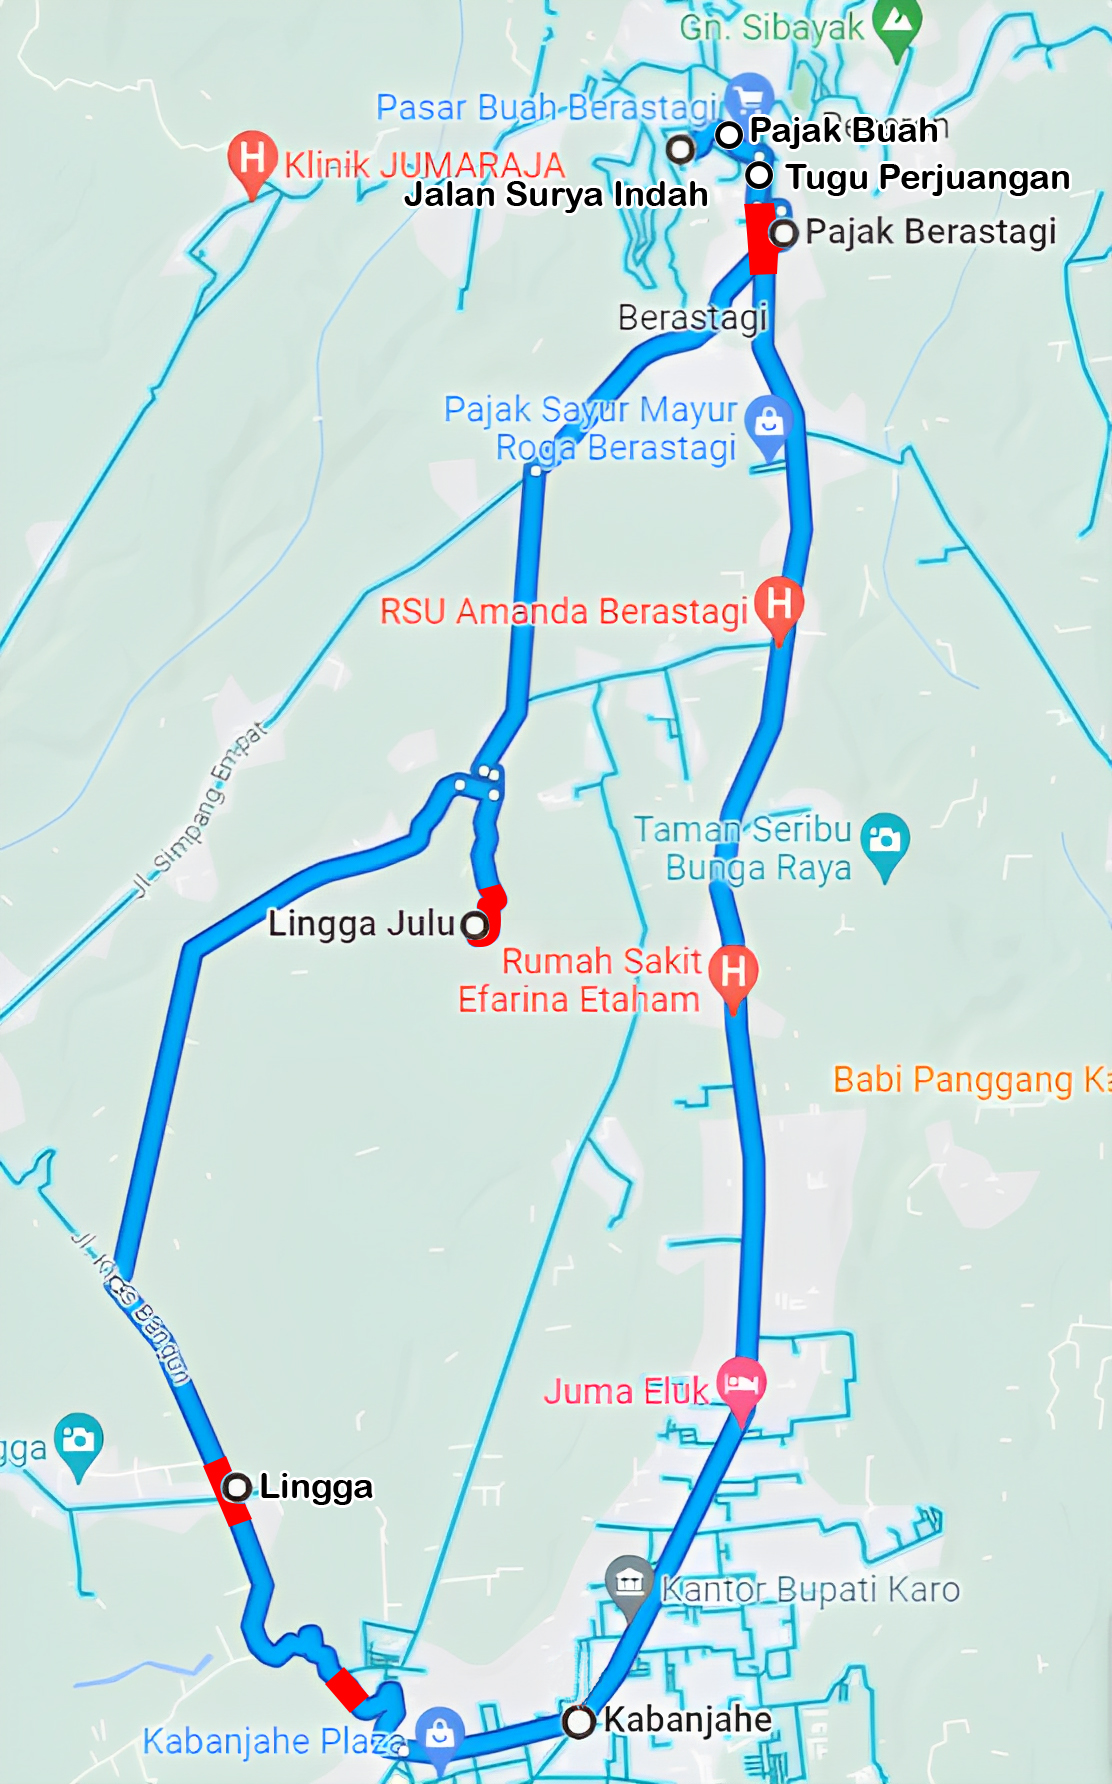 Gn. Sibayak
Pasar Buah Berastagi
Pajak Buah
Klinik JUMARAJA
Jalan Surya Indah
Tugu Perjuangan
Pajak Berastagi
Berastagi
Pajak Sayur Mayur
Roga Berastagi
RSU Amanda Berastagi
Jl. Simpang Empat
Taman Seribu
Bunga Raya
Lingga Julu
Rumah Sakit
Efarina Etaham
Babi Panggang Ka
gga
Juma Eluk
Lingga
Kantor Bupati Karo
Kabanjahe
Kabanjahe Plaza